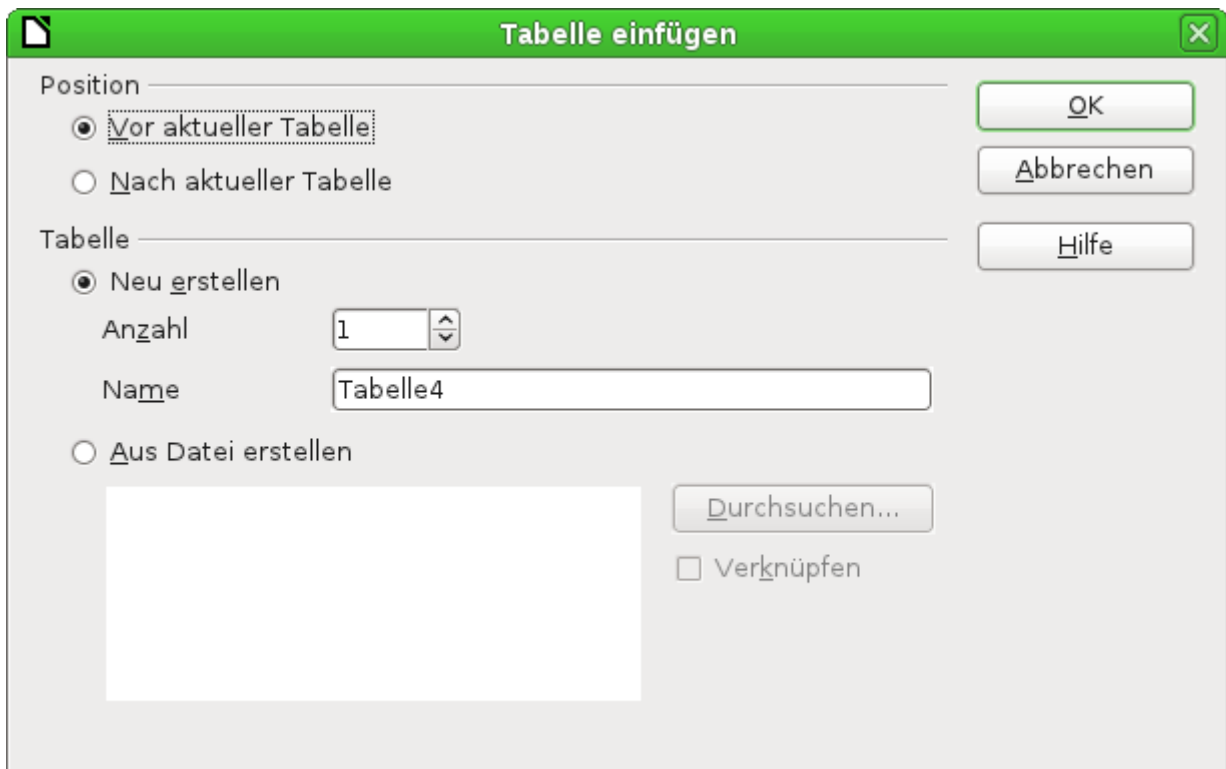 Tabelle einfügen
Position
Vor aktueller Tabelle
Nach aktueller Tabelle
Tabelle
Neu erstellen
Anzahl 1
Name Tabelle4
Aus Datei erstellen
Durchsuchen...
Verknüpfen
OK
Abbrechen
Hilfe